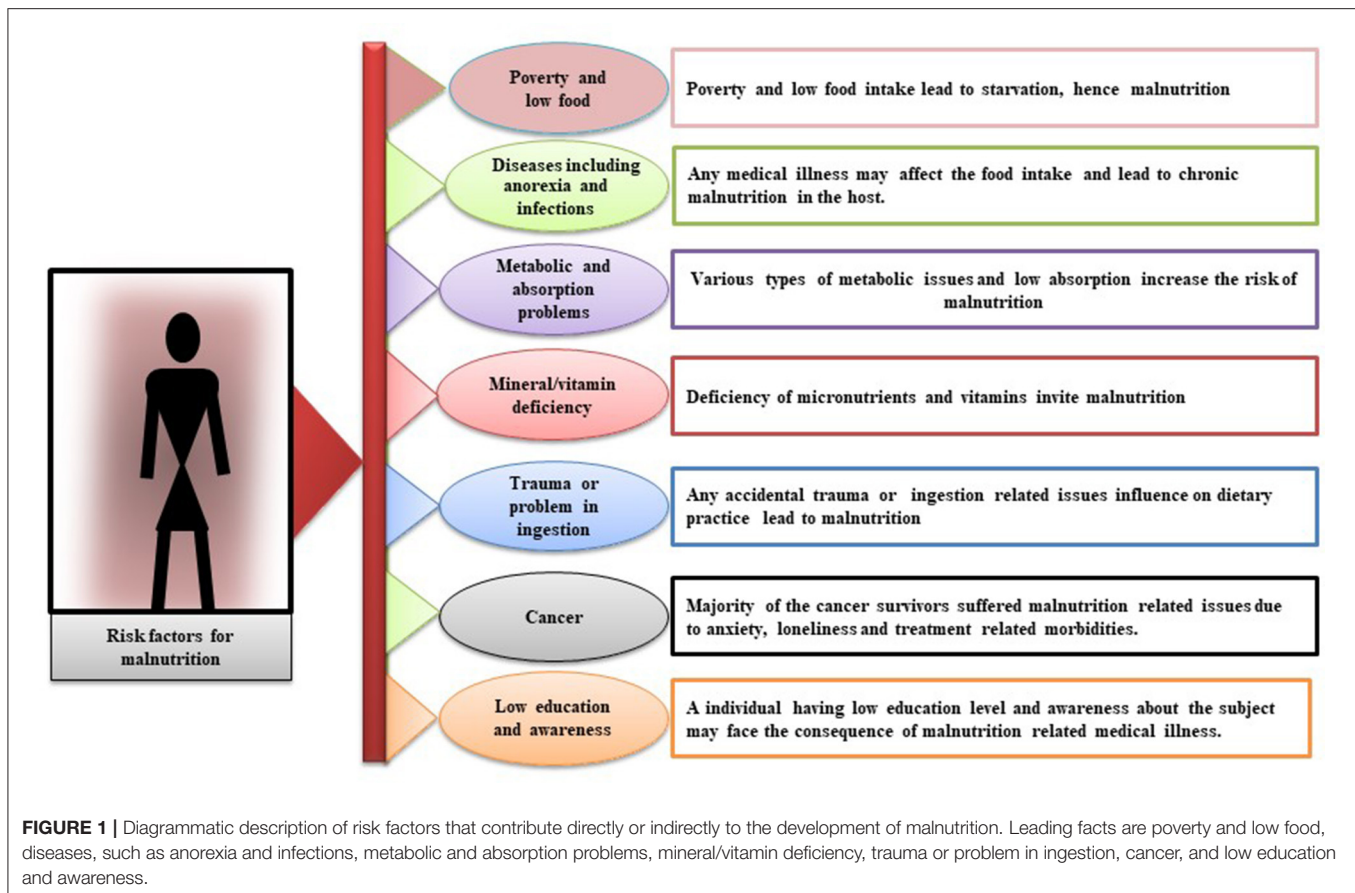 Poverty and
low food
Poverty and low food intake lead to starvation, hence malnutrition
Diseases including
anorexia and
infections
Any medical illness may affect the food intake and lead to chronic
malnutrition in the host.
Metabolic and
absorption
problems
Various types of metabolic issues and low absorption increase the risk of
malnutrition
Mineral/vitamin
deficiency
Deficiency of micronutrients and vitamins invite malnutrition
Trauma or
problem in
ingestion
Any accidental trauma or ingestion related issues influence on dietary
practice lead to malnutrition
Cancer
Majority of the cancer survivors suffered malnutrition related issues due
to anxiety, loneliness and treatment related morbidities.
Low education
and awareness
A individual having low education level and awareness about the subject
may face the consequence of malnutrition related medical illness.
Risk factors for
malnutrition
FIGURE 1 | Diagrammatic description of risk factors that contribute directly or indirectly to the development of malnutrition. Leading facts are poverty and low food,
diseases, such as anorexia and infections, metabolic and absorption problems, mineral/vitamin deficiency, trauma or problem in ingestion, cancer, and low education
and awareness.